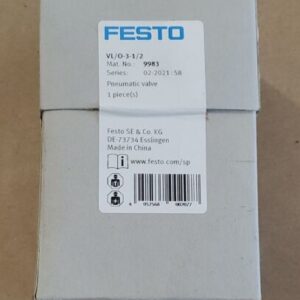 FESTO
VL/O-3-1/2
Mat. No.: 9983
Series: 02-2021:S8
Pneumatic valve
1 piece(s)
Festo SE & Co. KG
DE-73734 Esslingen
Made in China
www.festo.com/sp